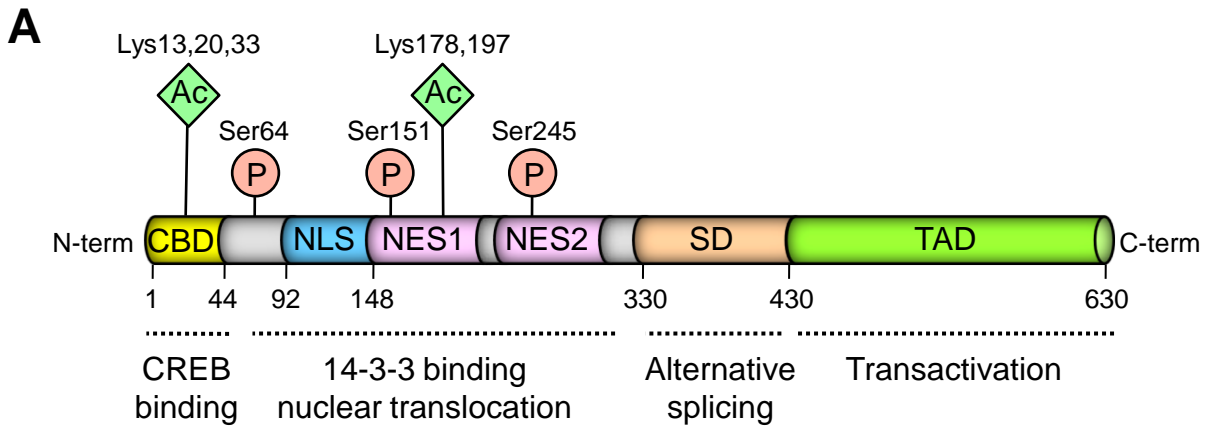 A
Lys13,20,33
Lys178,197
Ac
Ac
Ser64
Ser151
Ser245
P
P
P
N-term
CBD
NLS
NES1
NES2
SD
TAD
C-term
1
44
92
148
330
430
630
CREB
binding
14-3-3 binding
nuclear translocation
Alternative
splicing
Transactivation